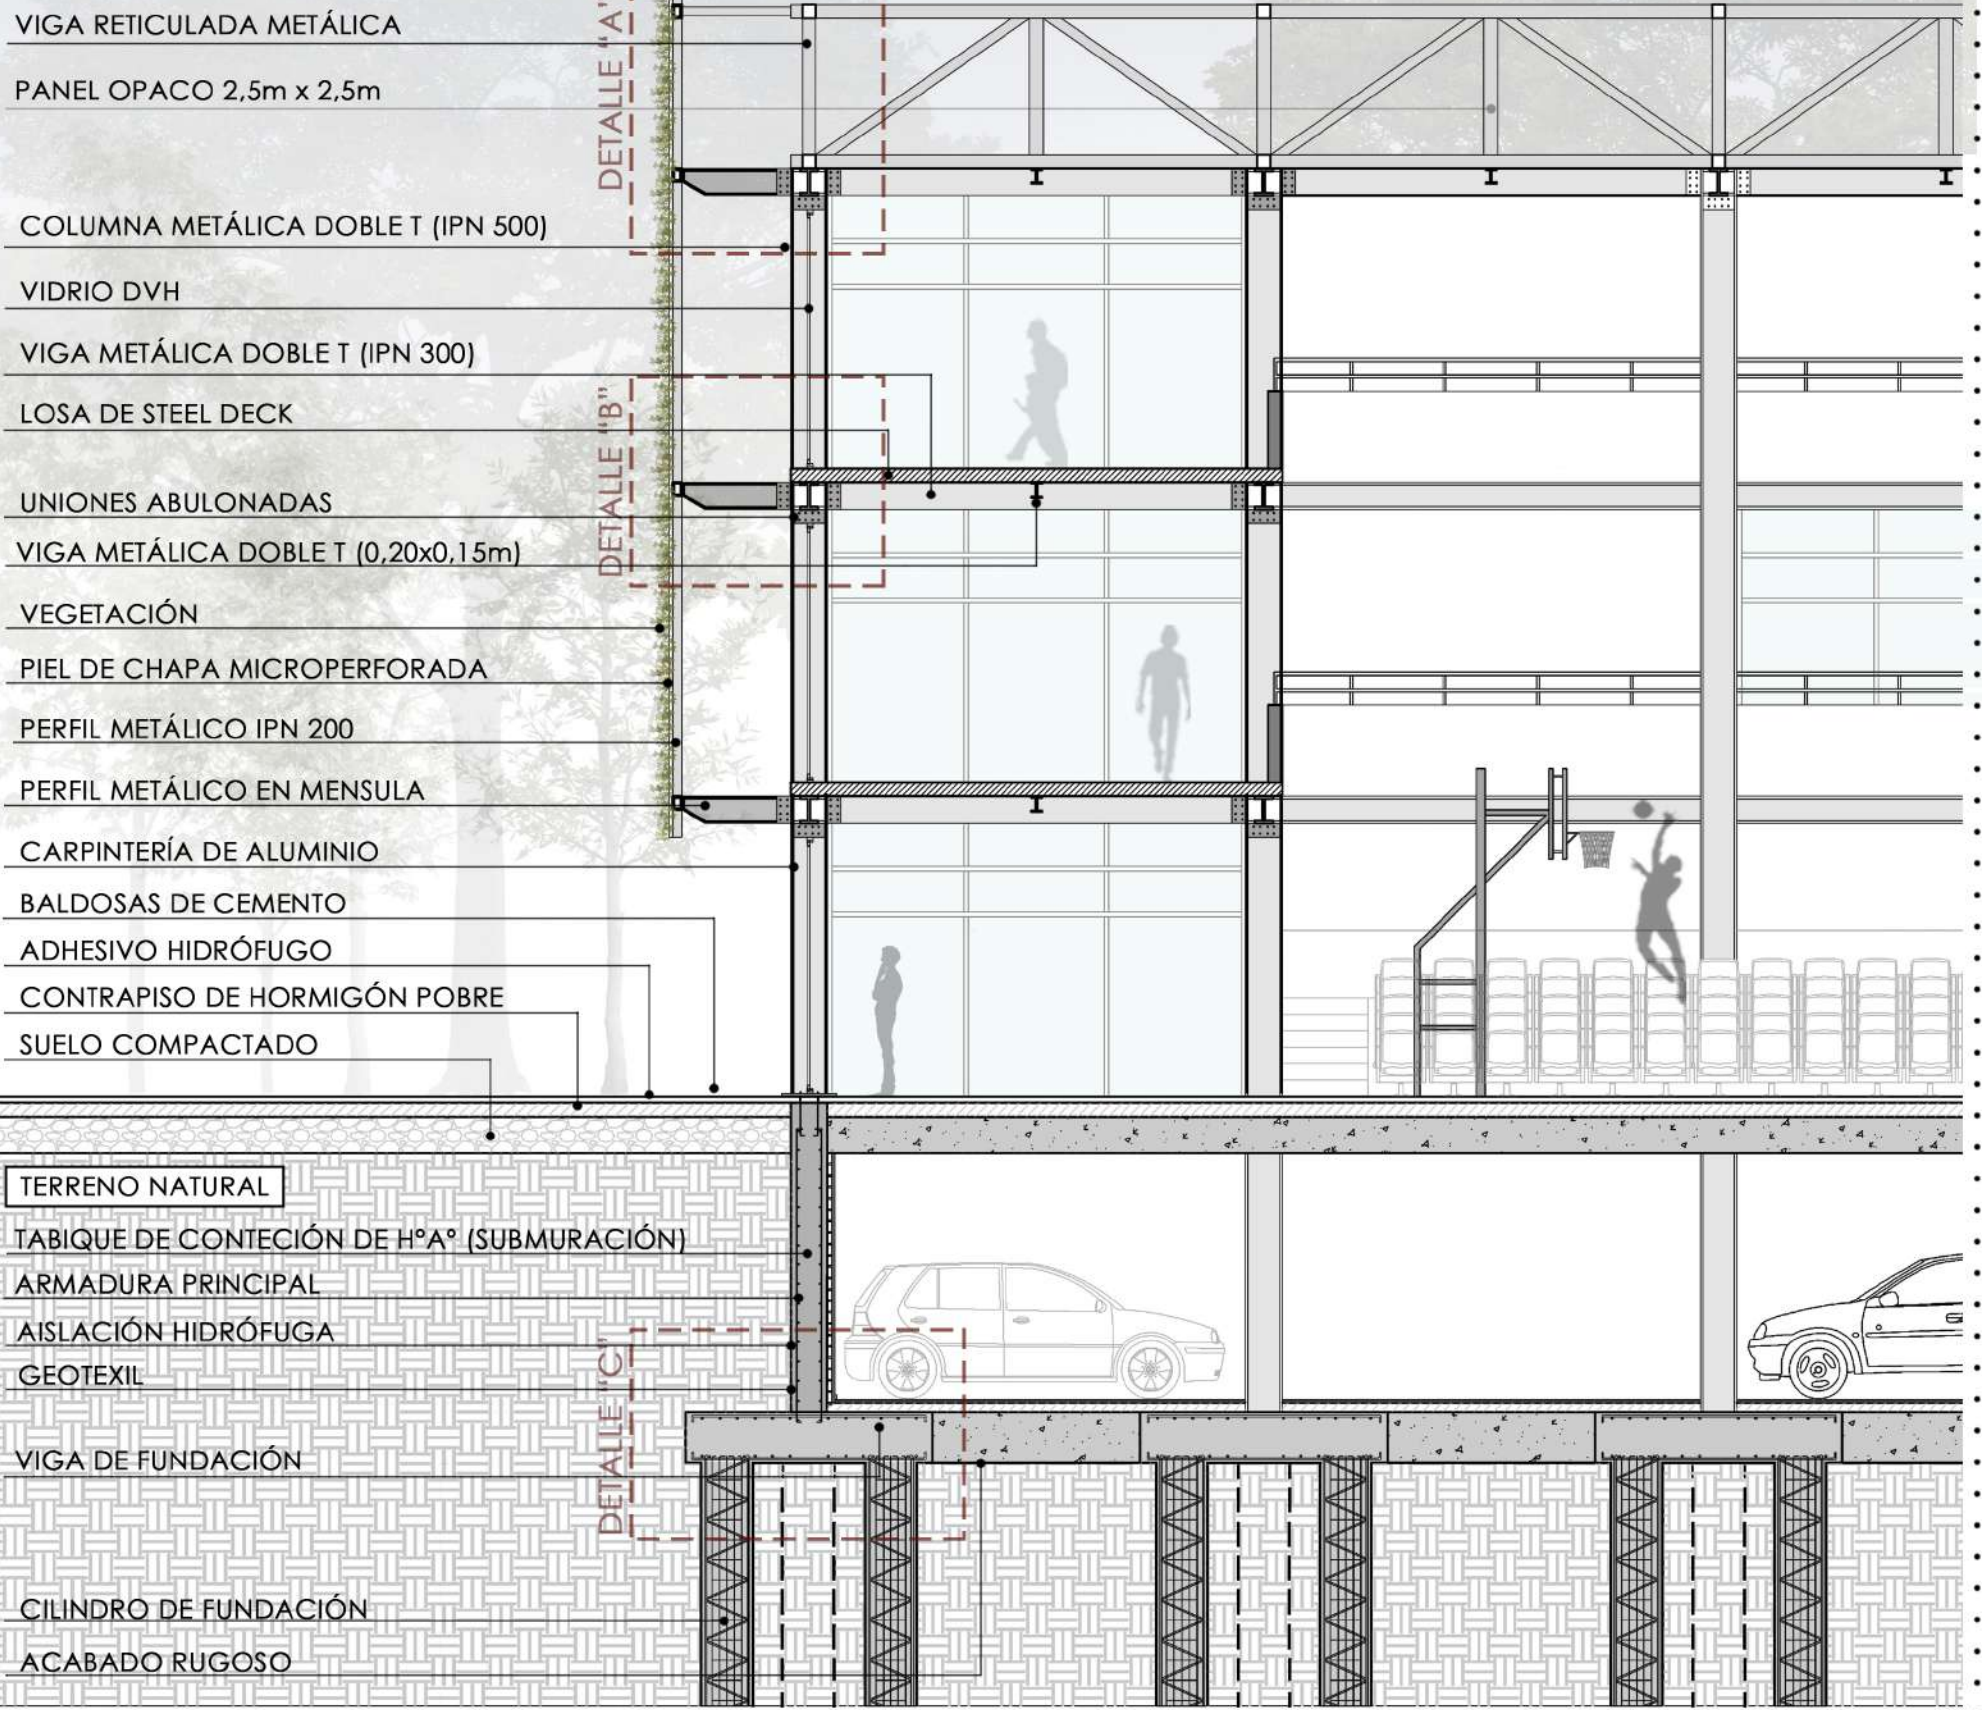 VIGA RETICULADA METÁLICA
PANEL OPACO 2,5m x 2,5m
DETALLE "A"
COLUMNA METÁLICA DOBLE T (IPN 500)
VIDRIO DVH
VIGA METÁLICA DOBLE T (IPN 300)
LOSA DE STEEL DECK
DETALLE "B"
UNIONES ABULONADAS
VIGA METÁLICA DOBLE T (0,20x0,15m)
VEGETACIÓN
PIEL DE CHAPA MICROPERFORADA
PERFIL METÁLICO IPN 200
PERFIL METÁLICO EN MENSULA
CARPINTERÍA DE ALUMINIO
BALDOSAS DE CEMENTO
ADHESIVO HIDRÓFUGO
CONTRAPISO DE HORMIGÓN POBRE
SUELO COMPACTADO
TERRENO NATURAL
TABIQUE DE CONTECIÓN DE H°A° (SUBMURACIÓN)
ARMADURA PRINCIPAL
AISLACIÓN HIDRÓFUGA
GEOTEXIL
DETALLE "C"
VIGA DE FUNDACIÓN
CILINDRO DE FUNDACIÓN
ACABADO RUGOSO